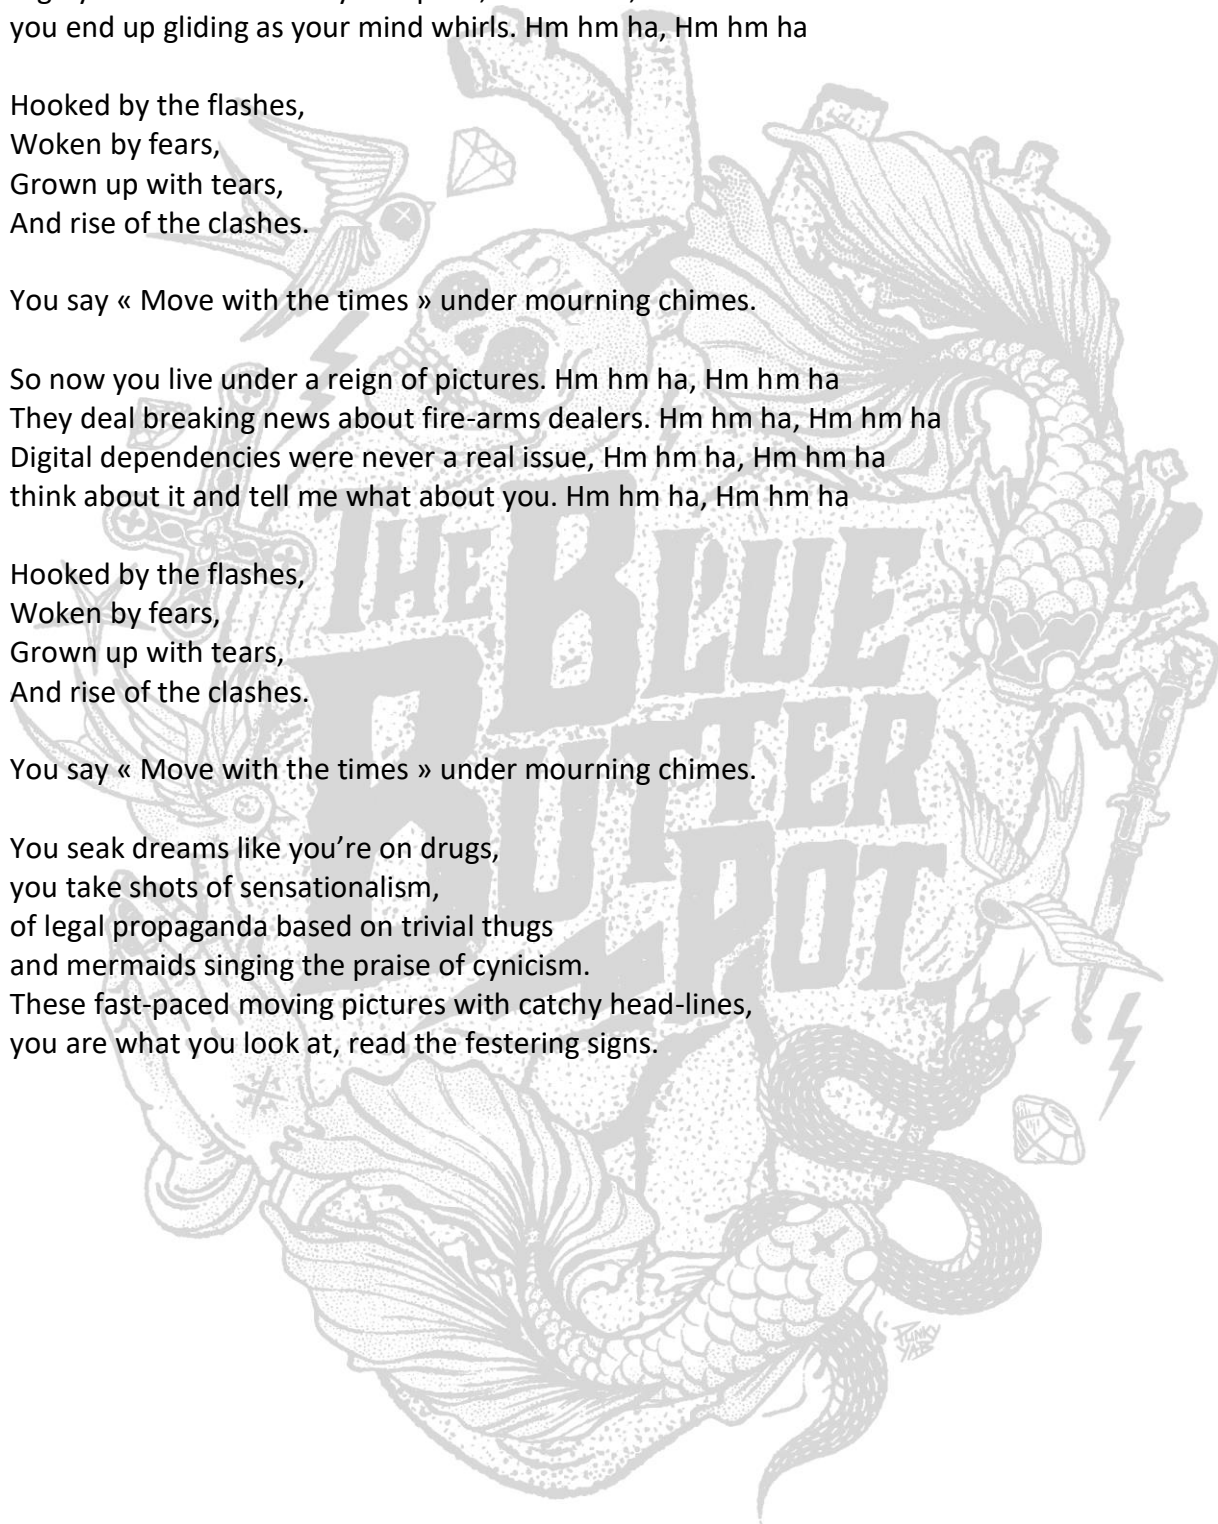 you end up gliding as your mind whirls. Hm hm ha, Hm hm ha
Hooked by the flashes,
Woken by fears,
Grown up with tears,
And rise of the clashes.
You say « Move with the times » under mourning chimes.
So now you live under a reign of pictures. Hm hm ha, Hm hm ha
They deal breaking news about fire-arms dealers. Hm hm ha, Hm hm ha
Digital dependencies were never a real issue, Hm hm ha, Hm hm ha
think about it and tell me what about you. Hm hm ha, Hm hm ha
Hooked by the flashes,
Woken by fears,
Grown up with tears,
And rise of the clashes.
You say « Move with the times » under mourning chimes.
You seak dreams like you’re on drugs,
you take shots of sensationalism,
of legal propaganda based on trivial thugs
and mermaids singing the praise of cynicism.
These fast-paced moving pictures with catchy head-lines,
you are what you look at, read the festering signs.
THE BLUE
BUTTER
POT
PUNKY
YAB